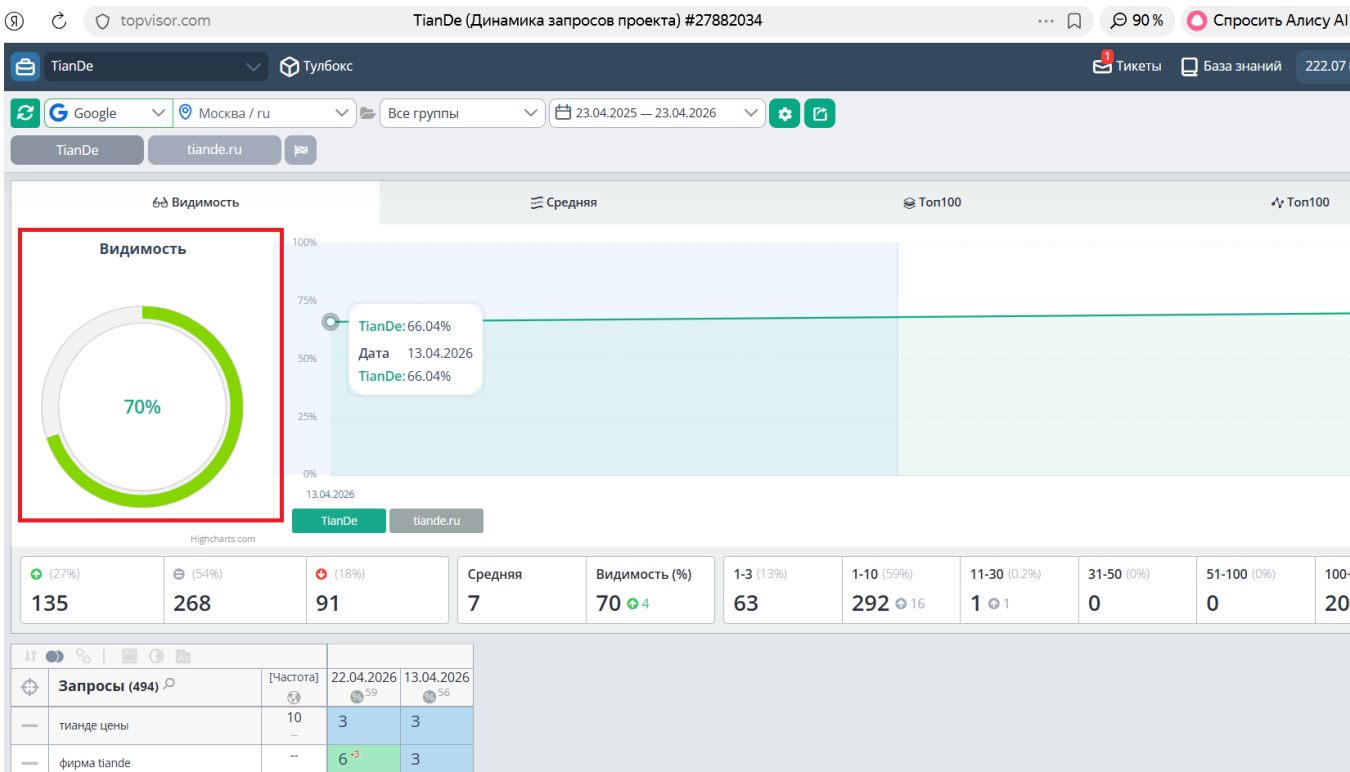 Я topvisor.com TianDe (Динамика запросов проекта) #27882034 ... 90 % Спросить Алису AI
TianDe Тулбокс 1 Тикеты База знаний 222.07
Google Москва / ru Все группы 23.04.2025 — 23.04.2026
TianDe tiande.ru
Видимость Средняя Топ100 Топ100
Видимость
100%
75%
TianDe: 66.04%
Дата 13.04.2026
50%
TianDe: 66.04%
70%
25%
0%
13.04.2026
TianDe tiande.ru
Highcharts.com
(27%) (54%) (18%) Средняя Видимость (%) 1-3 (13%) 1-10 (59%) 11-30 (0.2%) 31-50 (0%) 51-100 (0%) 100+
135 268 91 7 70 4 63 292 16 1 1 0 0 20
Запросы (494) [Частота] 22.04.2026 13.04.2026
% 59 % 56
тианде цены 10 3 3
--
фирма tiande -- 6 -3 3